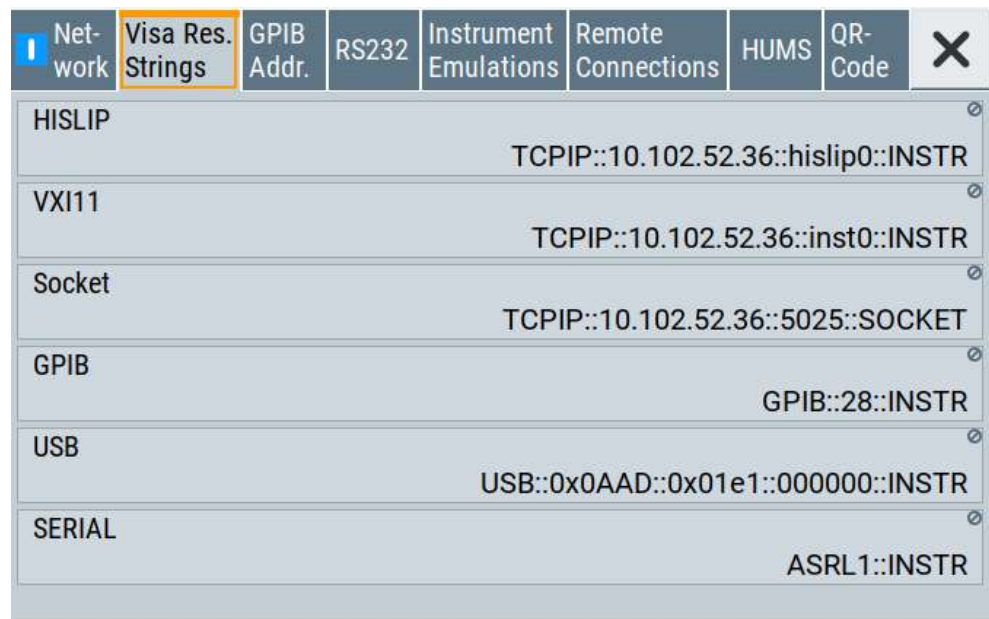 Net-
work
Visa Res.
Strings
GPIB
Addr.
RS232
Instrument
Emulations
Remote
Connections
HUMS
QR-
Code
HISLIP
TCPIP::10.102.52.36::hislip0::INSTR
VXI11
TCPIP::10.102.52.36::inst0::INSTR
Socket
TCPIP::10.102.52.36::5025::SOCKET
GPIB
GPIB::28::INSTR
USB
USB::0x0AAD::0x01e1::000000::INSTR
SERIAL
ASRL1::INSTR